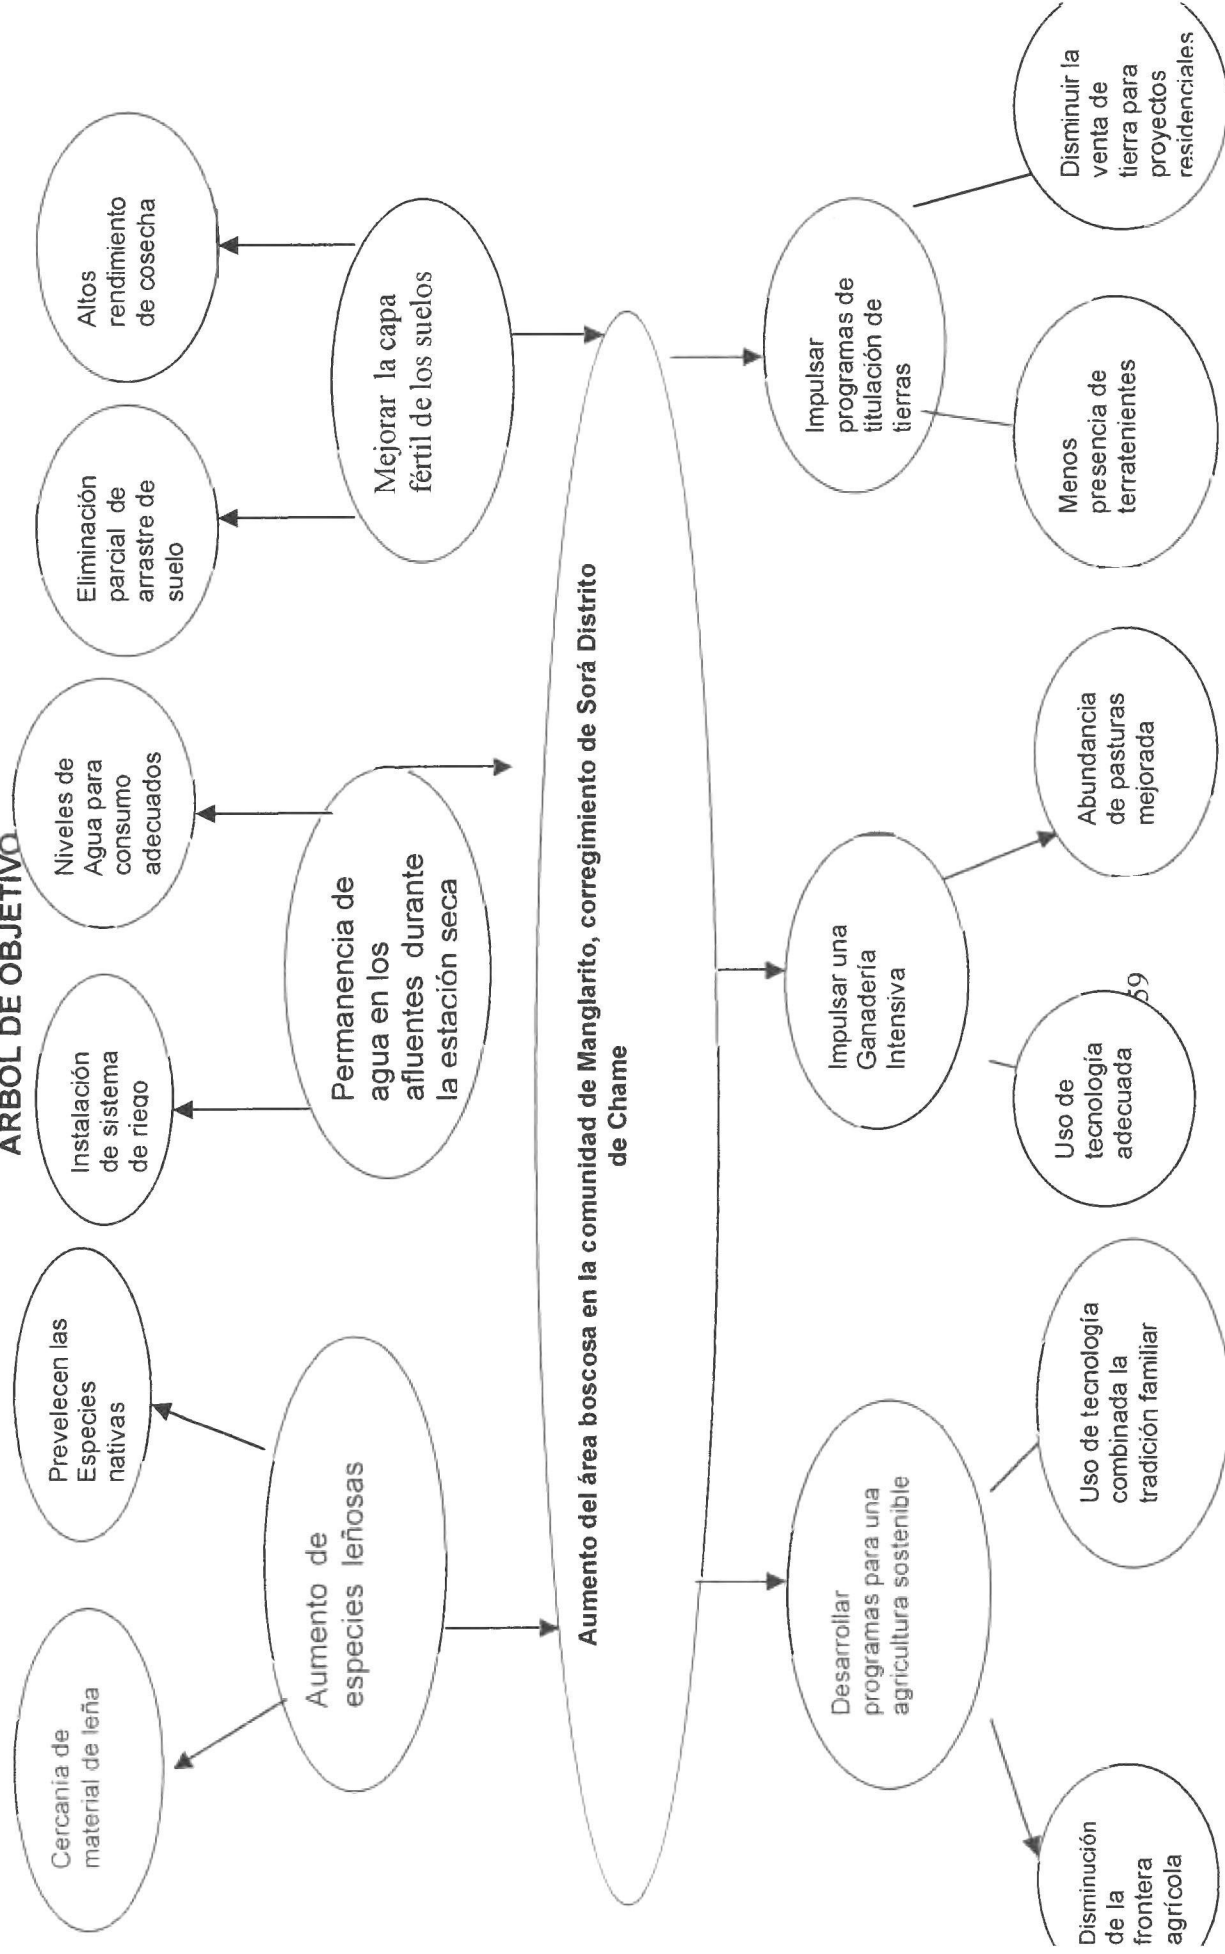 ARBOL DE OBJETIVO
Cercania de
material de leña
Prevelecen las
Especies
nativas
Instalación
de sistema
de riego
Niveles de
Agua para
consumo
adecuados
Eliminación
parcial de
arrastre de
suelo
Altos
rendimiento
de cosecha
Aumento de
especies leñosas
Permanencia de
agua en los
afluentes durante
la estación seca
Mejorar la capa
fértil de los suelos
Aumento del área boscosa en la comunidad de Manglarito, corregimiento de Sorá Distrito
de Chame
Desarrollar
programas para una
agricultura sostenible
Impulsar una
Ganadería
Intensiva
Impulsar
programas de
titulación de
tierras
Disminución
de la
frontera
agrícola
Uso de tecnología
combinada la
tradición familiar
Uso de
tecnología
adecuada
Abundancia
de pasturas
mejorada
Menos
presencia de
terratenientes
Disminuir la
venta de
tierra para
proyectos
residenciales
59